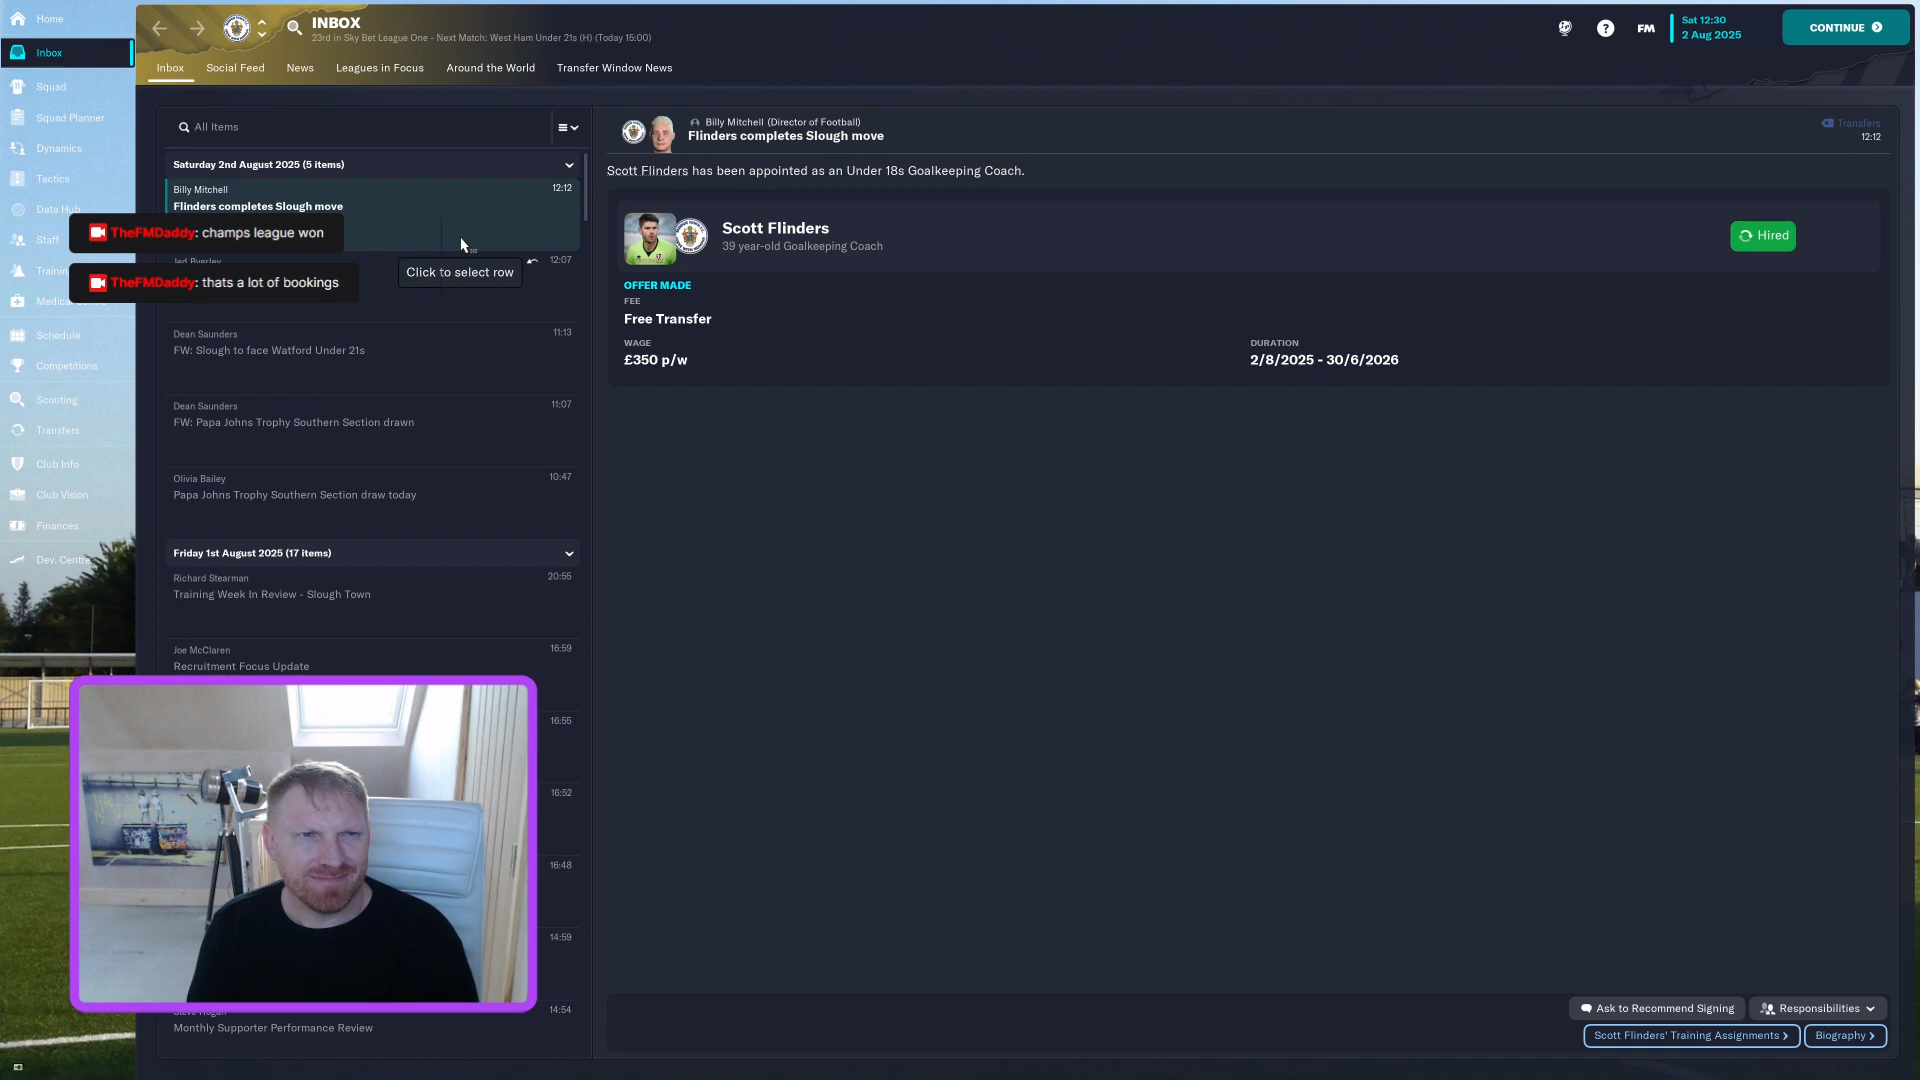 Home
Inbox
Squad
Squad Planner
Dynamics
Tactics
Data Hub
Staff
Schedule
Competitions
Scouting
Transfers
Club Info
Club Vision
Finances
Dev. Centre
INBOX
23rd in Sky Bet League One - Next Match: West Ham Under 21s (H) (Today 15:00)
FM
Sat 12:30
2 Aug 2025
CONTINUE
Inbox
Social Feed
News
Leagues in Focus
Around the World
Transfer Window News
All Items
Saturday 2nd August 2025 (5 items)
Billy Mitchell
12:12
Flinders completes Slough move
TheFMDaddy: champs league won
Jed Byerley
12:07
Click to select row
TheFMDaddy: thats a lot of bookings
Dean Saunders
11:13
FW: Slough to face Watford Under 21s
Dean Saunders
11:07
FW: Papa Johns Trophy Southern Section drawn
Olivia Bailey
10:47
Papa Johns Trophy Southern Section draw today
Friday 1st August 2025 (17 items)
Richard Stearman
20:55
Training Week In Review - Slough Town
Joe McClaren
16:59
Recruitment Focus Update
16:55
16:52
16:48
14:59
14:54
Monthly Supporter Performance Review
Billy Mitchell (Director of Football)
Flinders completes Slough move
Transfers
12:12
Scott Flinders has been appointed as an Under 18s Goalkeeping Coach.
Scott Flinders
39 year-old Goalkeeping Coach
Hired
OFFER MADE
FEE
Free Transfer
WAGE
£350 p/w
DURATION
2/8/2025 - 30/6/2026
Ask to Recommend Signing
Responsibilities
Scott Flinders' Training Assignments
Biography